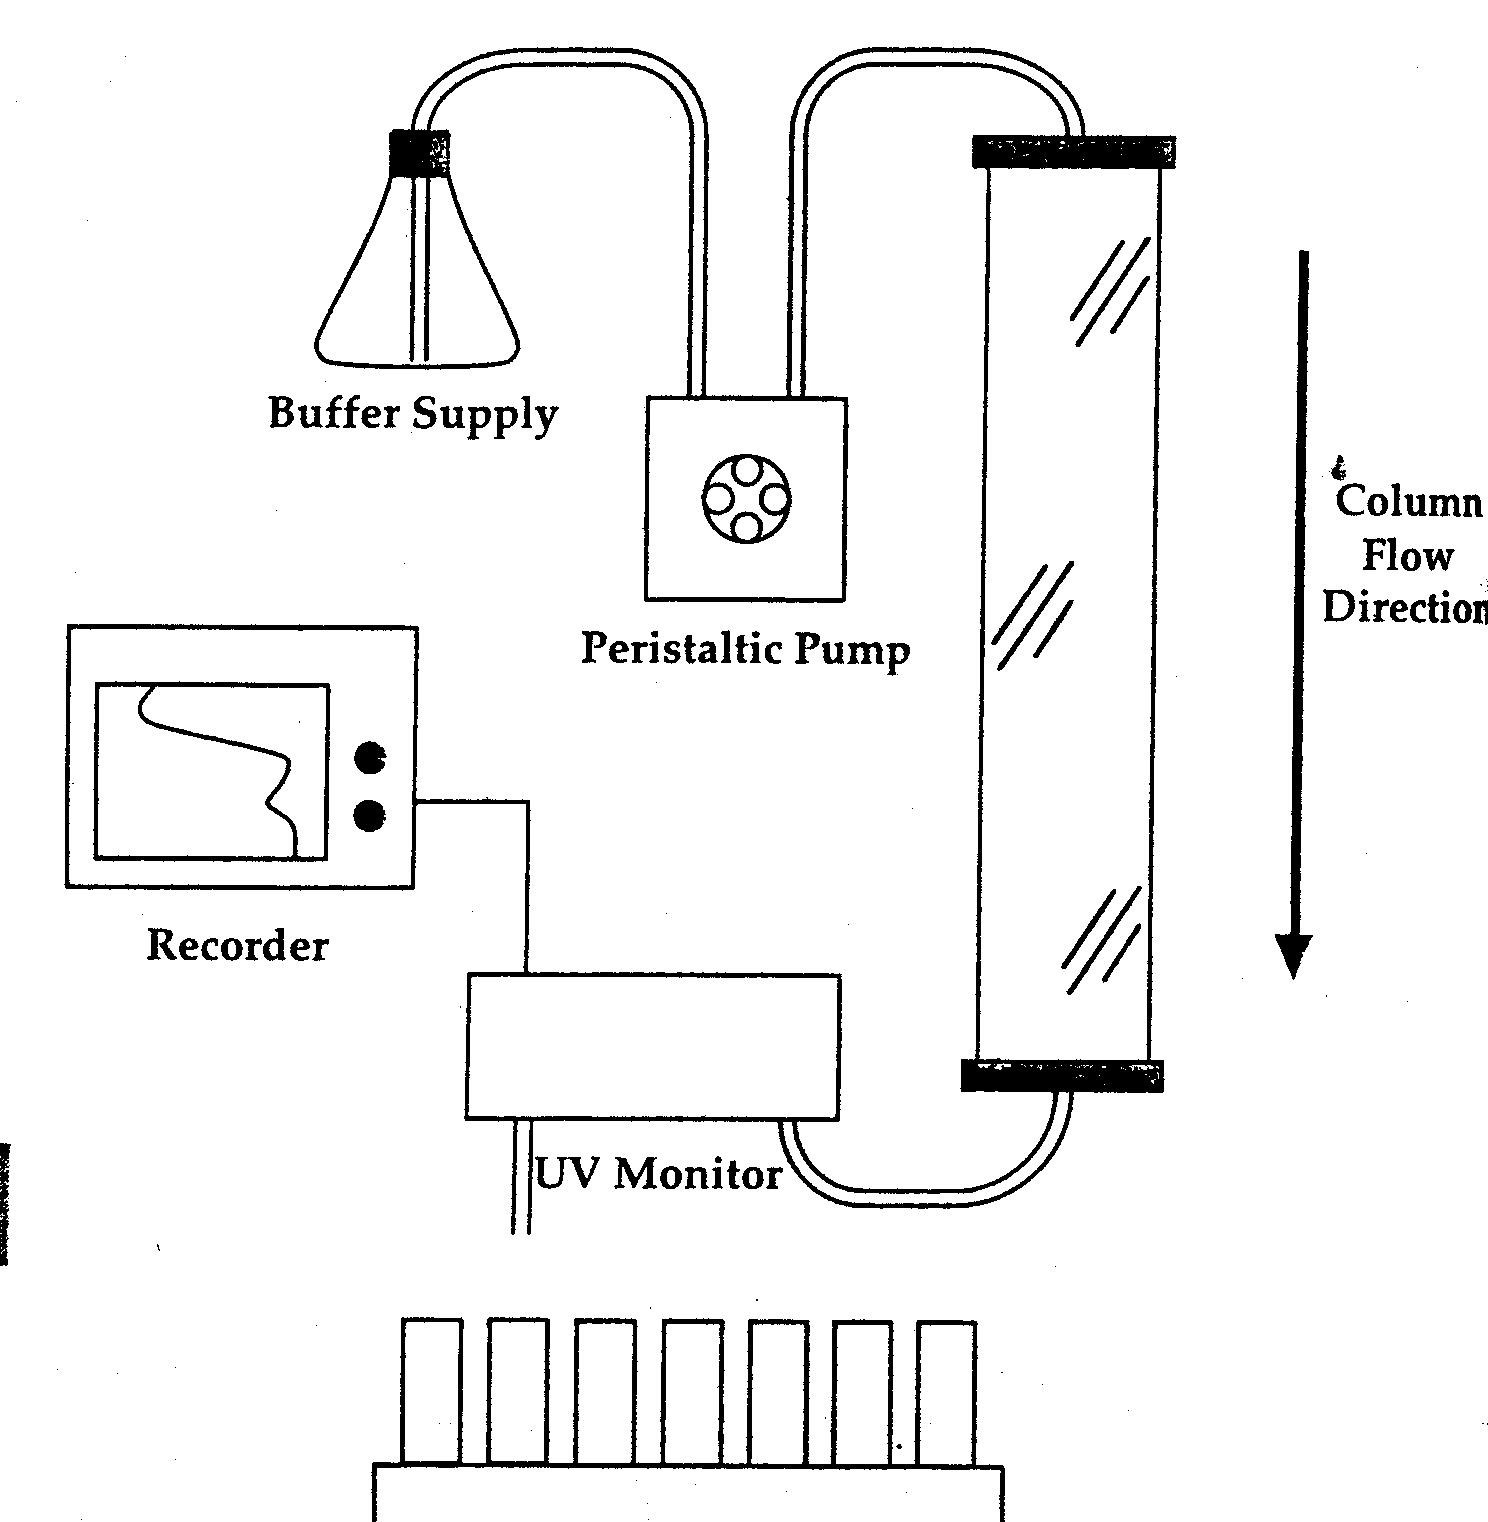 Buffer Supply
Column
Flow
Direction
Peristaltic Pump
Recorder
UV Monitor